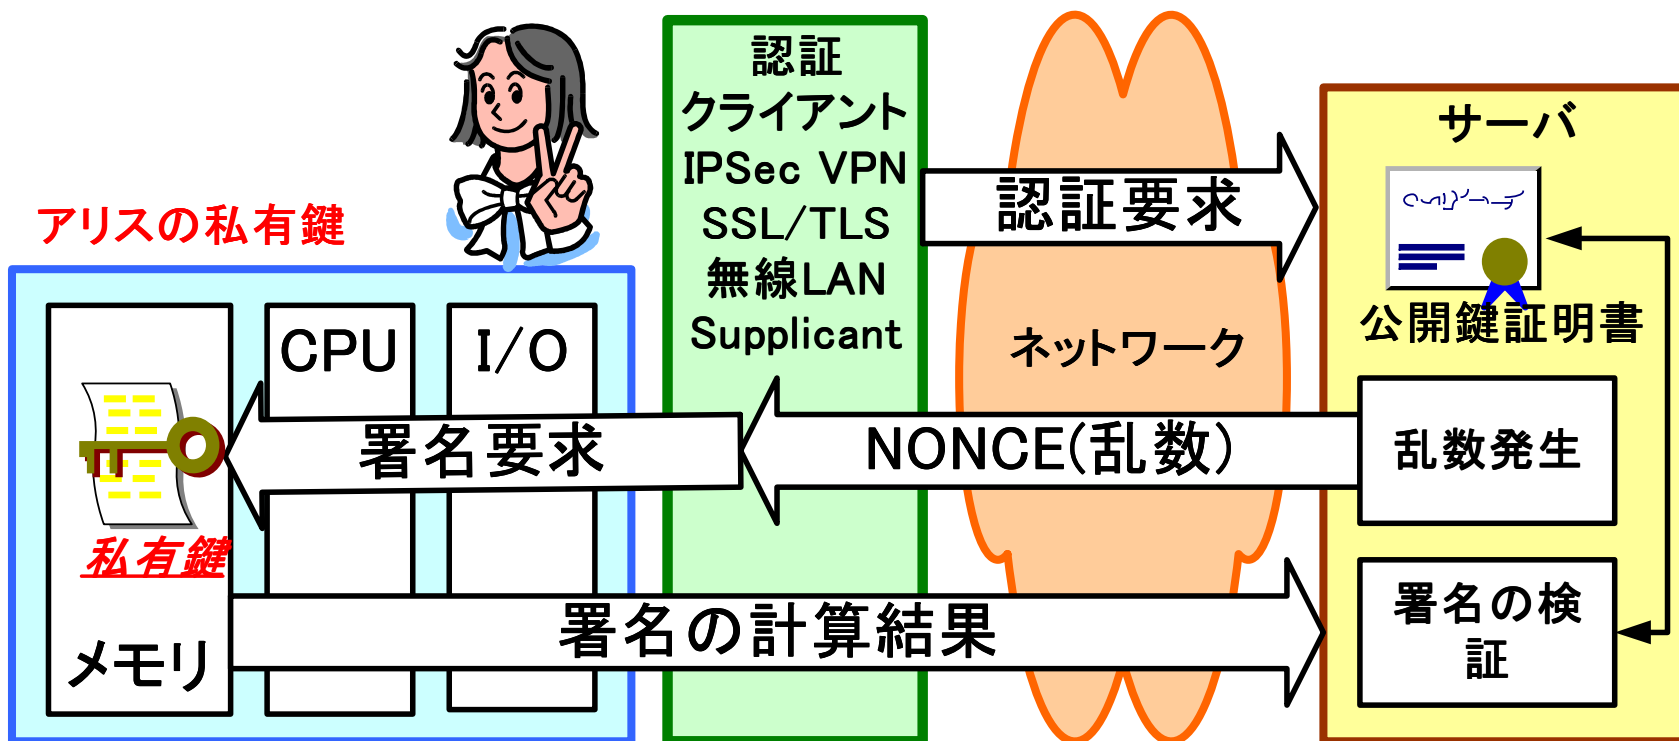 認証
クライアント
IPSec VPN
SSL/TLS
無線LAN
Supplicant
サーバ
認証要求
アリスの私有鍵
公開鍵証明書
CPU
I/O
ネットワーク
署名要求
NONCE(乱数)
乱数発生
私有鍵
署名の計算結果
署名の検
証
メモリ